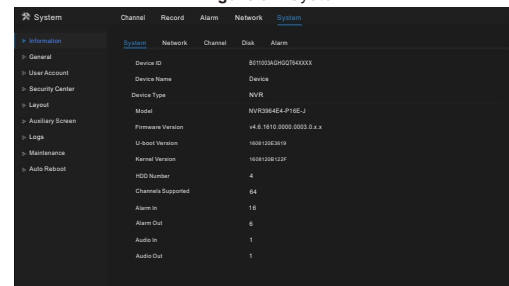 System
Channel Record Alarm Network System
Information
General
User Account
Security Center
Layout
Auxiliary Screen
Logs
Maintenance
Auto Reboot
System Network Channel Disk Alarm
Device ID B011003AGHGQT64XXXX
Device Name Device
Device Type NVR
Model NVR3964E4-P16E-J
Firmware Version v4.6.1610.0000.0003.0.x.x
U-boot Version 1608120E3619
Kernel Version 1608120B122F
HDD Number 4
Channels Supported 64
Alarm In 16
Alarm Out 6
Audio In 1
Audio Out 1